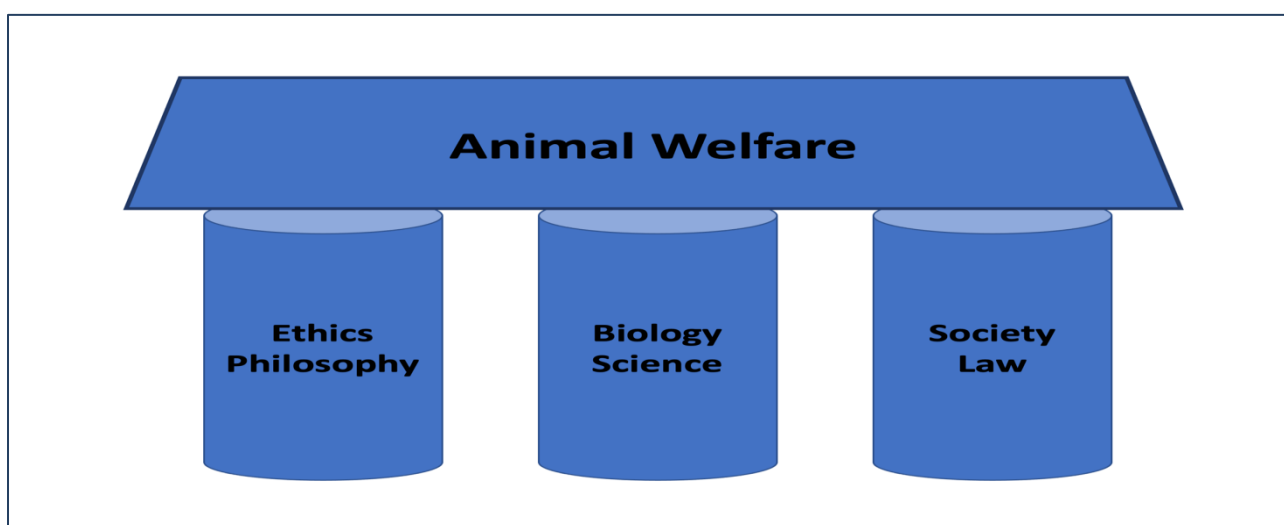 Animal Welfare
Ethics
Philosophy
Biology
Science
Society
Law